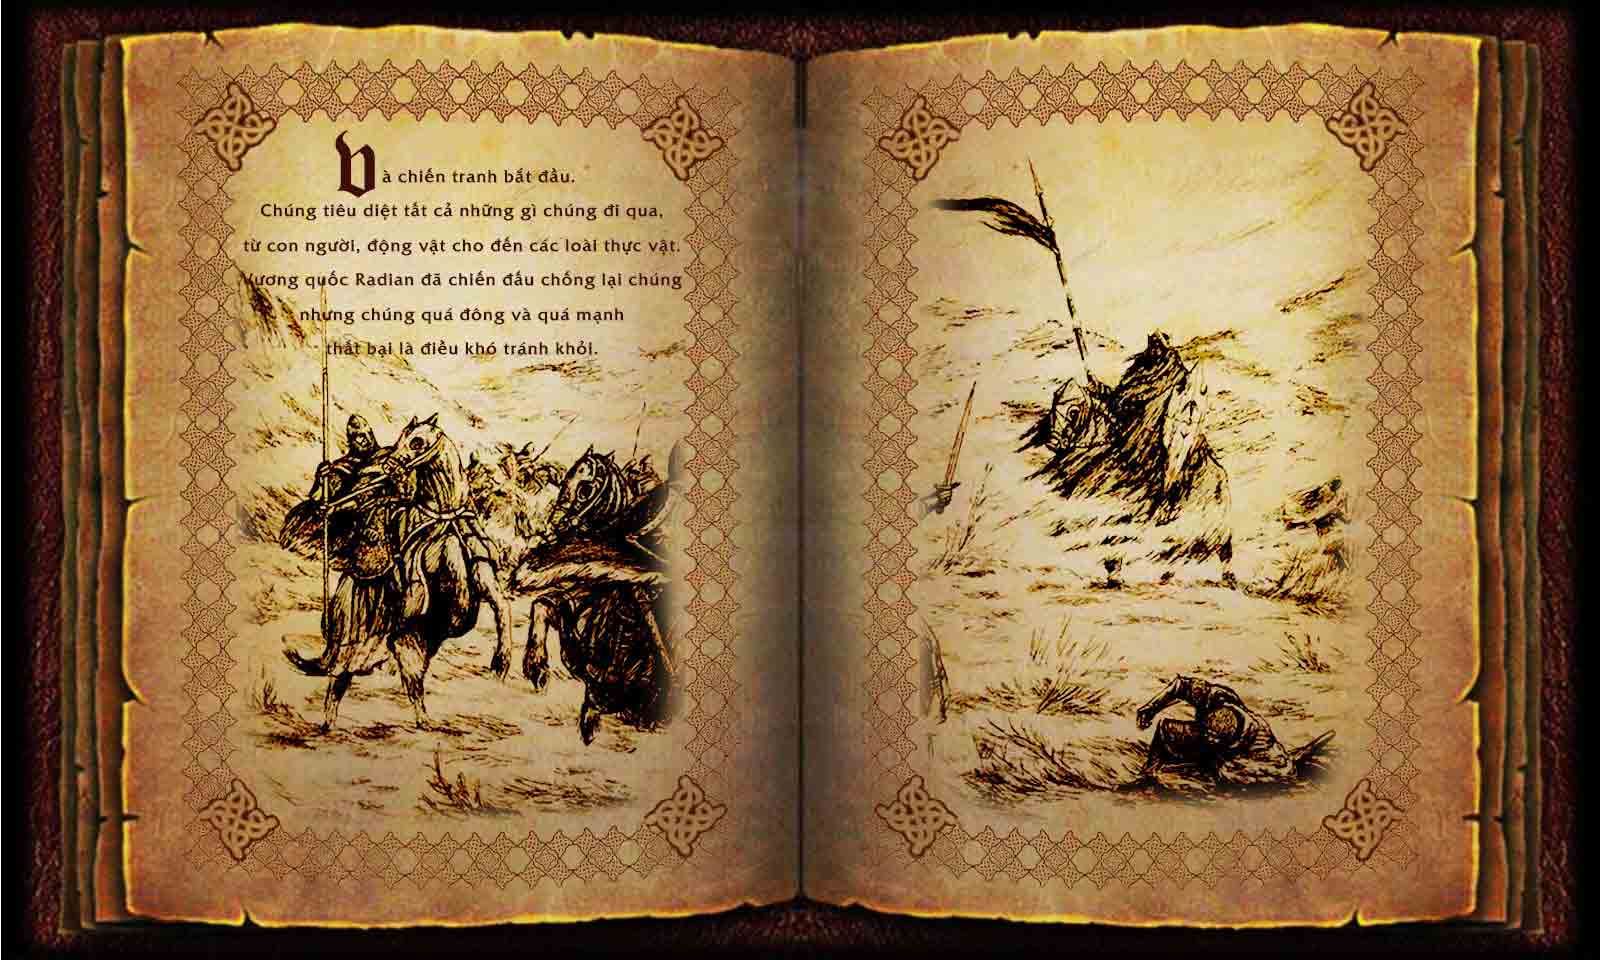 Và chiến tranh bắt đầu.
Chúng tiêu diệt tất cả những gì chúng đi qua,
từ con người, động vật cho đến các loài thực vật.
Vương quốc Radian đã chiến đấu chống lại chúng
nhưng chúng quá đông và quá mạnh
thất bại là điều khó tránh khỏi.